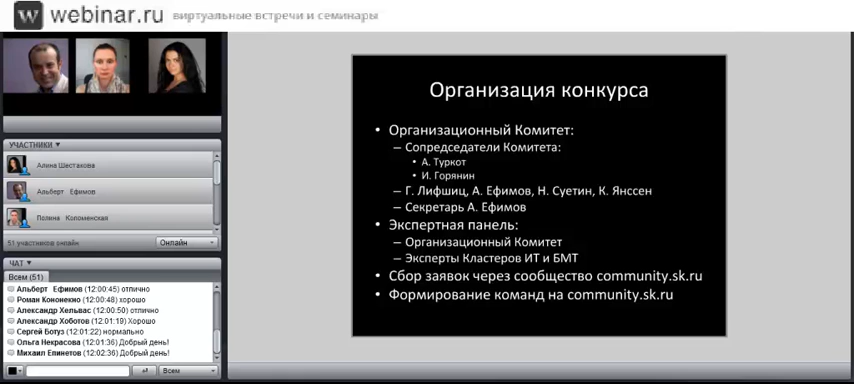 webinar.ru виртуальные встречи и семинары
УЧАСТНИКИ
Алина Шестакова
Альберт Ефимов
Полина Коломенская
51 участников онлайн
Онлайн
ЧАТ
Всем (51)
Альберт Ефимов (12:00:45) отлично
Роман Кононенко (12:00:48) хорошо
Александр Хельвас (12:00:50) отлично
Александр Хоботов (12:01:19) Хорошо
Сергей Ботуз (12:01:22) нормально
Ольга Некрасова (12:01:36) Добрый день!
Михаил Епинетов (12:02:36) Добрый день!
Всем
Организация конкурса
• Организационный Комитет:
– Сопредседатели Комитета:
• А. Туркот
• И. Горянин
– Г. Лифшиц, А. Ефимов, Н. Суетин, К. Янссен
– Секретарь А. Ефимов
• Экспертная панель:
– Организационный Комитет
– Эксперты Кластеров ИТ и БМТ
• Сбор заявок через сообщество community.sk.ru
• Формирование команд на community.sk.ru